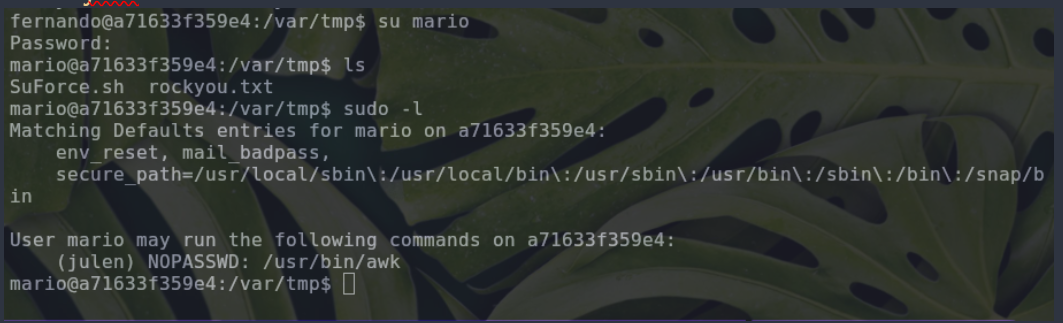 fernando@a71633f359e4:/var/tmp$ su mario
Password:
mario@a71633f359e4:/var/tmp$ ls
SuForce.sh  rockyou.txt
mario@a71633f359e4:/var/tmp$ sudo -l
Matching Defaults entries for mario on a71633f359e4:
    env_reset, mail_badpass,
    secure_path=/usr/local/sbin\:/usr/local/bin\:/usr/sbin\:/usr/bin\:/sbin\:/bin\:/snap/b
in

User mario may run the following commands on a71633f359e4:
    (julen) NOPASSWD: /usr/bin/awk
mario@a71633f359e4:/var/tmp$